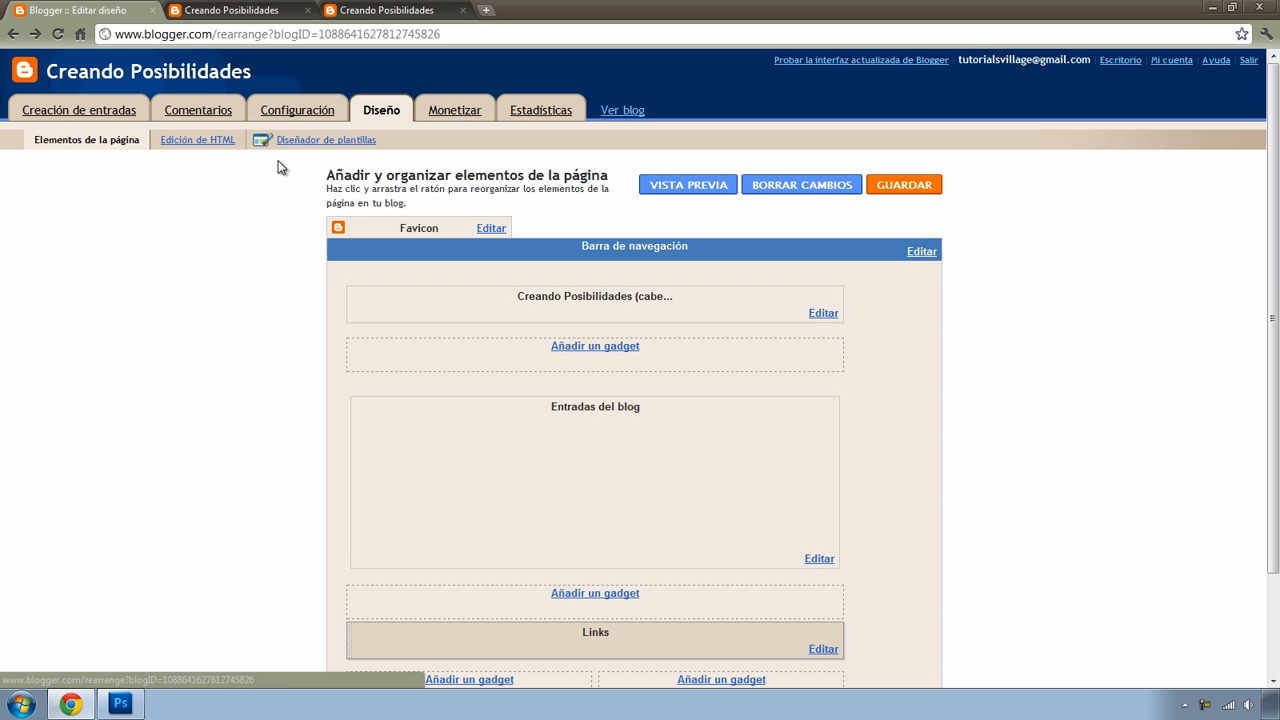 Blogger :: Editar diseño
Creando Posibilidades
Creando Posibilidades
www.blogger.com/rearrange?blogID=1088641627812745826
Probar la interfaz actualizada de Blogger | tutorialsvillage@gmail.com | Escritorio | Mi cuenta | Ayuda | Salir
Creando Posibilidades
Creación de entradas
Comentarios
Configuración
Diseño
Monetizar
Estadísticas
Ver blog
Elementos de la página
Edición de HTML
Diseñador de plantillas
Añadir y organizar elementos de la página
Haz clic y arrastra el ratón para reorganizar los elementos de la
página en tu blog.
VISTA PREVIA
BORRAR CAMBIOS
GUARDAR
Favicon
Editar
Barra de navegación
Editar
Creando Posibilidades (cabe...
Editar
Añadir un gadget
Entradas del blog
Editar
Añadir un gadget
Links
Editar
Añadir un gadget
Añadir un gadget
www.blogger.com/rearrange?blogID=1088641627812745826
Ps